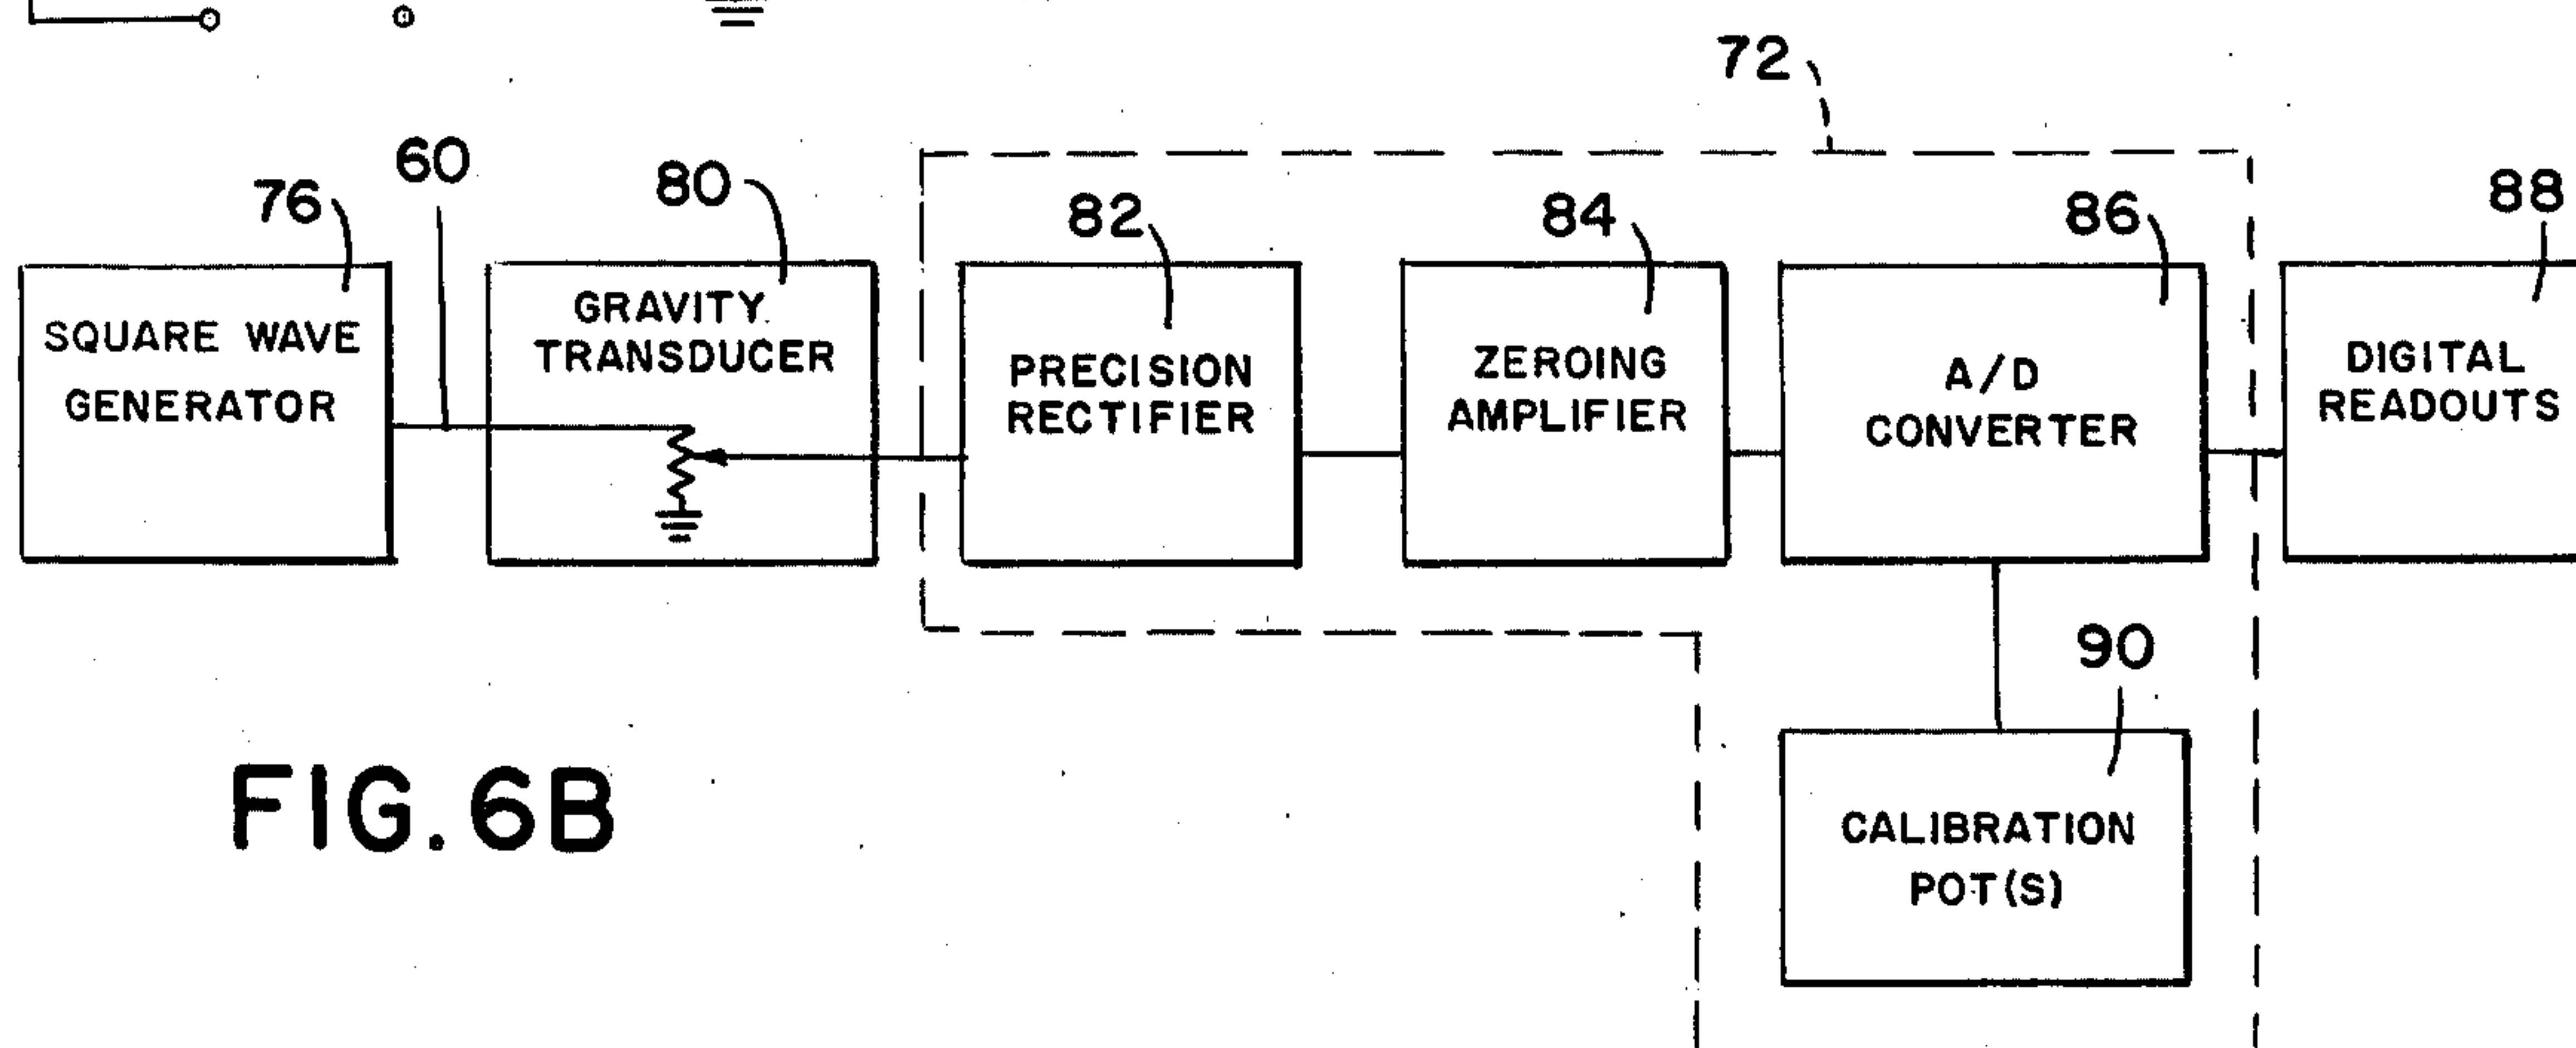 72
76
60
80
82
84
86
88
SQUARE WAVE
GENERATOR
GRAVITY
TRANSDUCER
PRECISION
RECTIFIER
ZEROING
AMPLIFIER
A/D
CONVERTER
DIGITAL
READOUTS
90
CALIBRATION
POT(S)
FIG. 6B